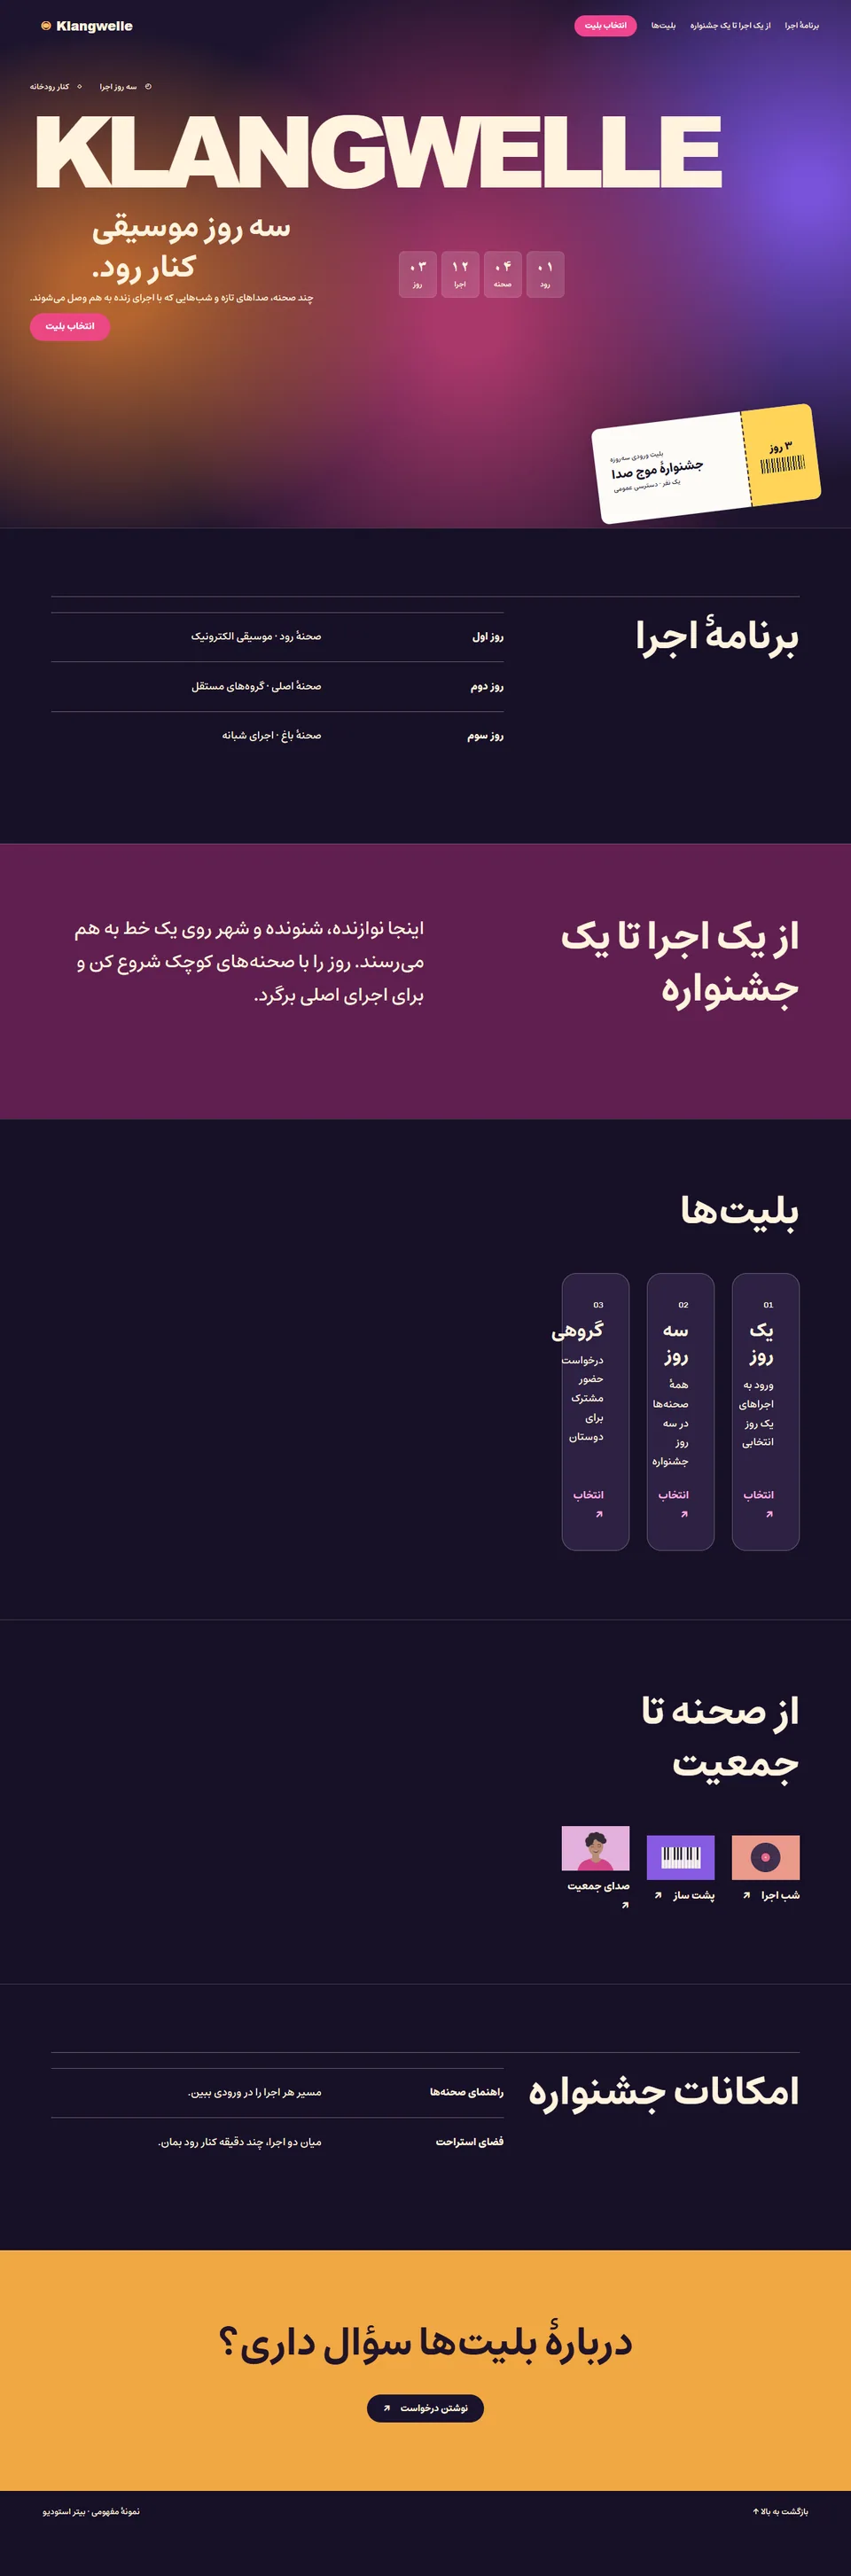 برنامهٔ اجرا
از یک اجرا تا یک جشنواره
بلیت‌ها
انتخاب بلیت
Klangwelle
سه روز اجرا
کنار رودخانه
KLANGWELLE
سه روز موسیقی
کنار رود.
چند صحنه، صداهای تازه و شب‌هایی که با اجرای زنده به هم وصل می‌شوند.
انتخاب بلیت
۰۱
رود
۰۴
صحنه
۱۲
اجرا
۰۳
روز
۳ روز
بلیت ورودی سه‌روزه
جشنوارهٔ موج صدا
یک نفر · دسترسی عمومی
برنامهٔ اجرا
روز اول
صحنهٔ رود · موسیقی الکترونیک
روز دوم
صحنهٔ اصلی · گروه‌های مستقل
روز سوم
صحنهٔ باغ · اجرای شبانه
از یک اجرا تا یک
جشنواره
اینجا نوازنده، شنونده و شهر روی یک خط به هم
می‌رسند. روز را با صحنه‌های کوچک شروع کن و
برای اجرای اصلی برگرد.
بلیت‌ها
01
یک
روز
ورود به
اجراهای
یک روز
انتخابی
انتخاب
↗
02
سه
روز
همهٔ
صحنه‌ها
در سه
روز
جشنواره
انتخاب
↗
03
گروهی
درخواست
حضور
مشترک
برای
دوستان
انتخاب
↗
از صحنه تا
جمعیت
شب اجرا ↗
پشت ساز ↗
صدای جمعیت
↗
امکانات جشنواره
راهنمای صحنه‌ها
مسیر هر اجرا را در ورودی ببین.
فضای استراحت
میان دو اجرا، چند دقیقه کنار رود بمان.
دربارهٔ بلیت‌ها سؤال داری؟
نوشتن درخواست ↗
بازگشت به بالا ↑
نمونهٔ مفهومی · بیتر استودیو